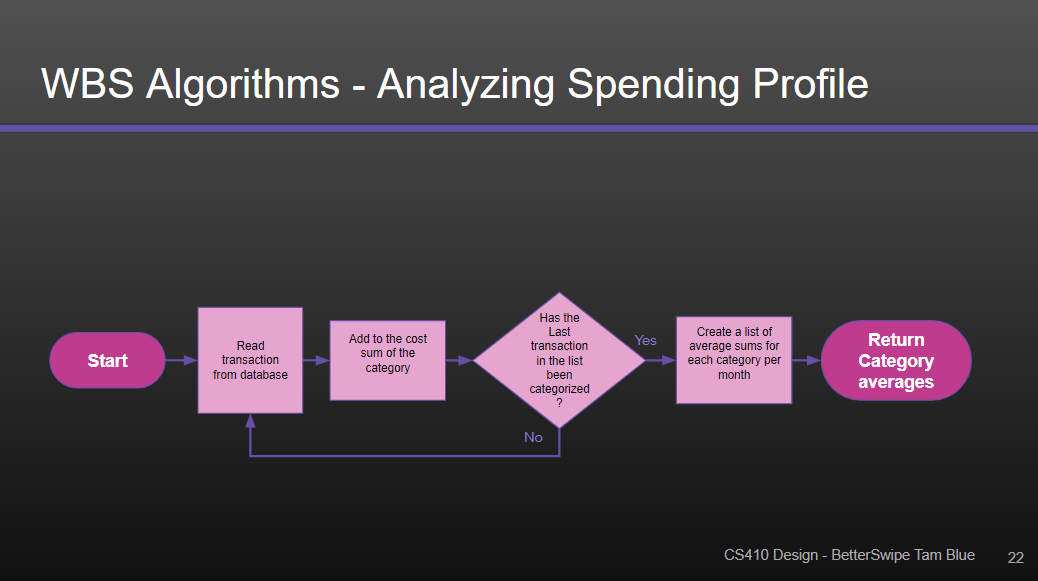 WBS Algorithms - Analyzing Spending Profile
Start
Read
transaction
from database
Add to the cost
sum of the
category
Has the
Last
transaction
in the list
been
categorized
?
Yes
No
Create a list of
average sums for
each category per
month
Return
Category
averages
CS410 Design - BetterSwipe Tam Blue
22